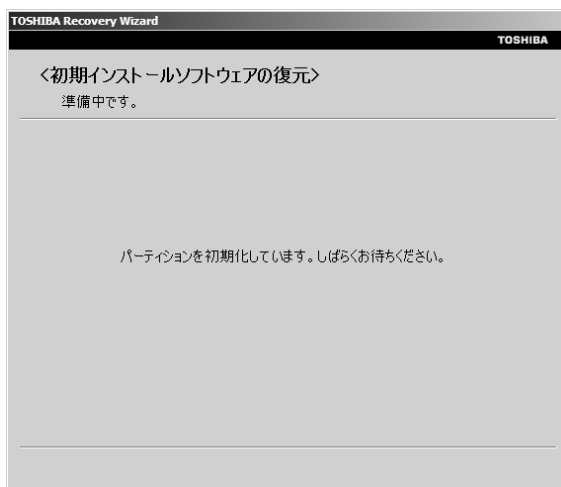 TOSHIBA Recovery Wizard
TOSHIBA
<初期インストールソフトウェアの復元>
準備中です。
パーティションを初期化しています。しばらくお待ちください。